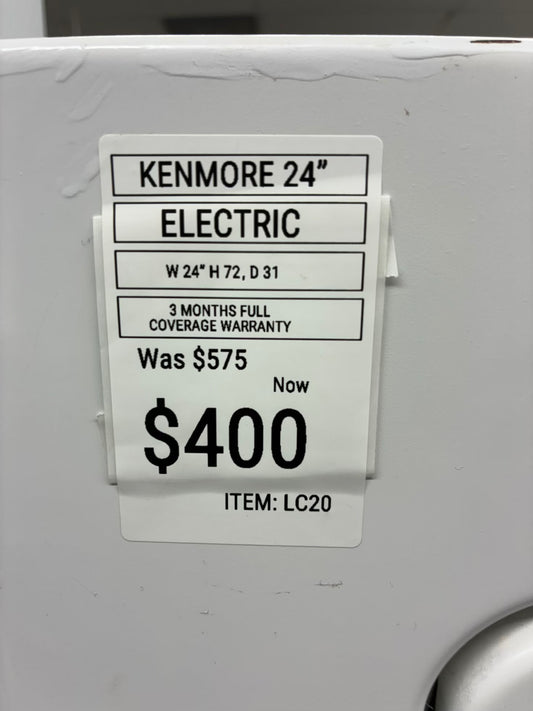 KENMORE 24"
ELECTRIC
W 24" H 72, D 31
3 MONTHS FULL
COVERAGE WARRANTY
Was $575
Now
$400
ITEM: LC20